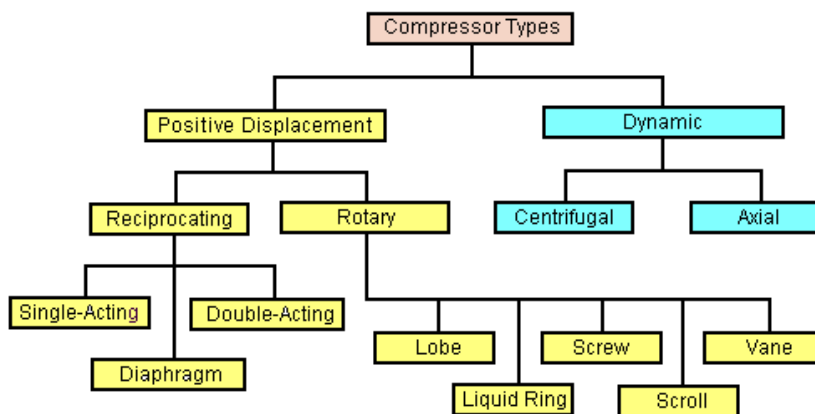 Compressor Types
Positive Displacement
Dynamic
Reciprocating
Rotary
Centrifugal
Axial
Single-Acting
Double-Acting
Diaphragm
Lobe
Screw
Vane
Liquid Ring
Scroll